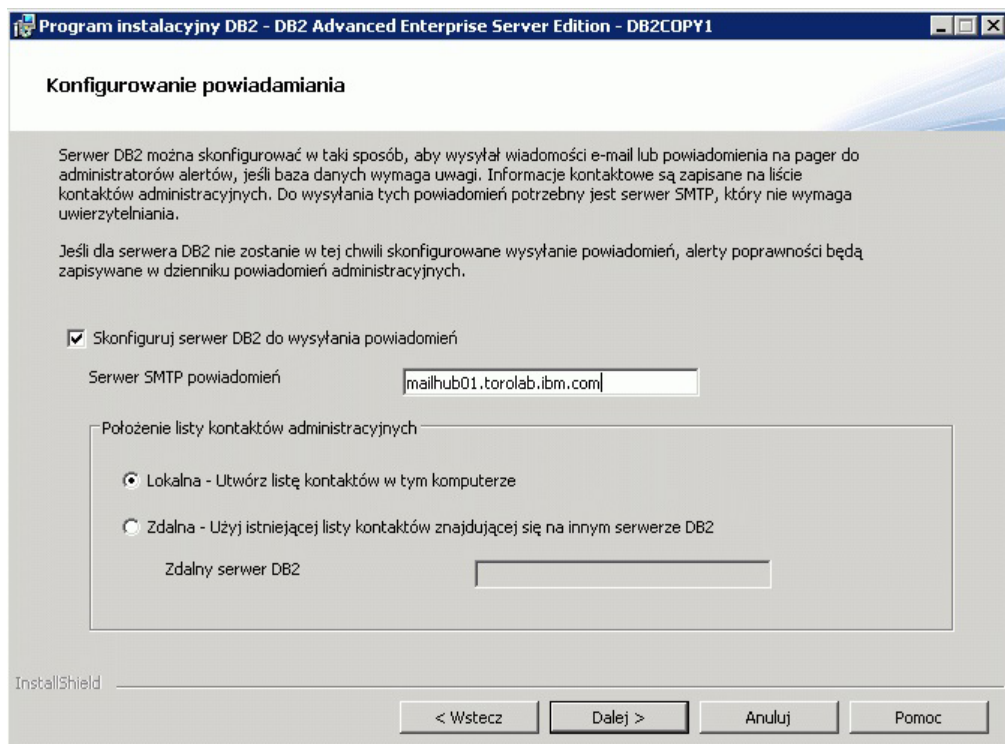 Program instalacyjny DB2 - DB2 Advanced Enterprise Server Edition - DB2COPY1
Konfigurowanie powiadamiania
Serwer DB2 można skonfigurować w taki sposób, aby wysyłał wiadomości e-mail lub powiadomienia na pager do
administratorów alertów, jeśli baza danych wymaga uwagi. Informacje kontaktowe są zapisane na liście
kontaktów administracyjnych. Do wysyłania tych powiadomień potrzebny jest serwer SMTP, który nie wymaga
uwierzytelniania.
Jeśli dla serwera DB2 nie zostanie w tej chwili skonfigurowane wysyłanie powiadomień, alerty poprawności będą
zapisywane w dzienniku powiadomień administracyjnych.
Skonfiguruj serwer DB2 do wysyłania powiadomień
Serwer SMTP powiadomień mailhub01.torolab.ibm.com
Położenie listy kontaktów administracyjnych
Lokalna - Utwórz listę kontaktów w tym komputerze
Zdalna - Użyj istniejącej listy kontaktów znajdującej się na innym serwerze DB2
Zdalny serwer DB2
InstallShield
< Wstecz Dalej > Anuluj Pomoc